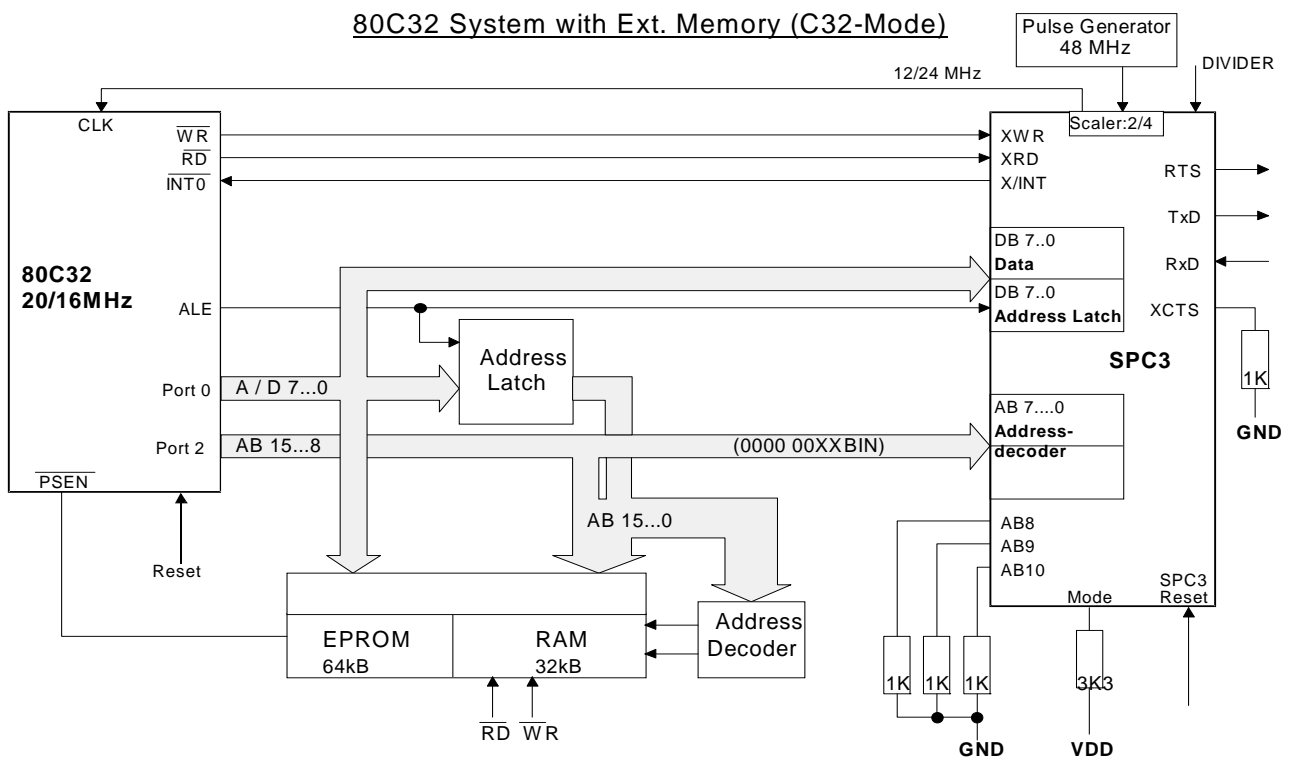 80C32 System with Ext. Memory (C32-Mode)
Pulse Generator
48 MHz
12/24 MHz
DIVIDER
CLK
Scaler:2/4
WR
RD
INT0
XWR
XRD
X/INT
RTS
TxD
RxD
XCTS
DB 7..0
Data
DB 7..0
Address Latch
80C32
20/16MHz
ALE
SPC3
Address
Latch
1K
GND
Port 0
A / D 7...0
AB 7....0
Address-
decoder
Port 2
AB 15...8
(0000 00XXBIN)
PSEN
AB 15...0
AB8
AB9
AB10
Reset
Mode
SPC3
Reset
EPROM
64kB
RAM
32kB
Address
Decoder
1K
1K
1K
3K3
RD
WR
GND
VDD